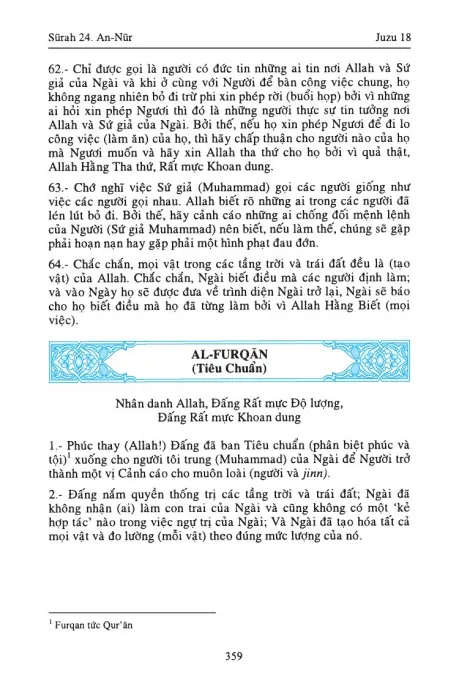 Sūrah 24. An-Nūr Juzu 18
62.- Chỉ được gọi là người có đức tin những ai tin nơi Allah và Sứ
giả của Ngài và khi ở cùng với Người để bàn công việc chung, họ
không ngang nhiên bỏ đi trừ phi xin phép rời (buổi họp) bởi vì những
ai hỏi xin phép Ngươi thì đó là những người thực sự tin tưởng nơi
Allah và Sứ giả của Ngài. Bởi thế, nếu họ xin phép Ngươi để đi lo
công việc (làm ăn) của họ, thì hãy chấp thuận cho người nào của họ
mà Ngươi muốn và hãy xin Allah tha thứ cho họ bởi vì quả thật,
Allah Hằng Tha thứ, Rất mực Khoan dung.
63.- Chớ nghĩ việc Sứ giả (Muhammad) gọi các người giống như
việc các người gọi nhau. Allah biết rõ những ai trong các người đã
lén lút bỏ đi. Bởi thế, hãy cảnh cáo những ai chống đối mệnh lệnh
của Người (Sứ giả Muhammad) nên biết, nếu làm thế, chúng sẽ gặp
phải hoạn nạn hay gặp phải một hình phạt đau đớn.
64.- Chắc chắn, mọi vật trong các tầng trời và trái đất đều là (tạo
vật) của Allah. Chắc chắn, Ngài biết điều mà các người định làm;
và vào Ngày họ sẽ được đưa về trình diện Ngài trở lại, Ngài sẽ báo
cho họ biết điều mà họ đã từng làm bởi vì Allah Hằng Biết (mọi
việc).
AL-FURQĀN
(Tiêu Chuẩn)
Nhân danh Allah, Đấng Rất mực Độ lượng,
Đấng Rất mực Khoan dung
1.- Phúc thay (Allah!) Đấng đã ban Tiêu chuẩn (phân biệt phúc và
tội)¹ xuống cho người tôi trung (Muhammad) của Ngài để Người trở
thành một vị Cảnh cáo cho muôn loài (người và jinn).
2.- Đấng nắm quyền thống trị các tầng trời và trái đất; Ngài đã
không nhận (ai) làm con trai của Ngài và cũng không có một ‘kẻ
hợp tác’ nào trong việc ngự trị của Ngài; Và Ngài đã tạo hóa tất cả
mọi vật và đo lường (mỗi vật) theo đúng mức lượng của nó.
¹ Furqan tức Qur’ān
359